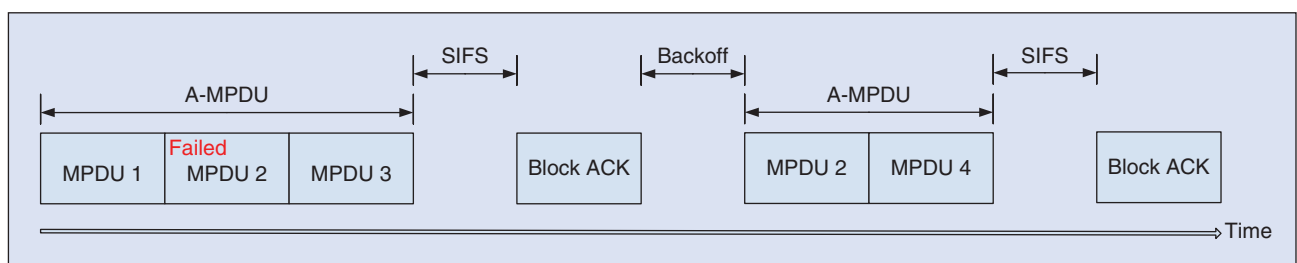 SIFS
Backoff
SIFS
A-MPDU
A-MPDU
Failed
MPDU 1
MPDU 2
MPDU 3
Block ACK
MPDU 2
MPDU 4
Block ACK
Time